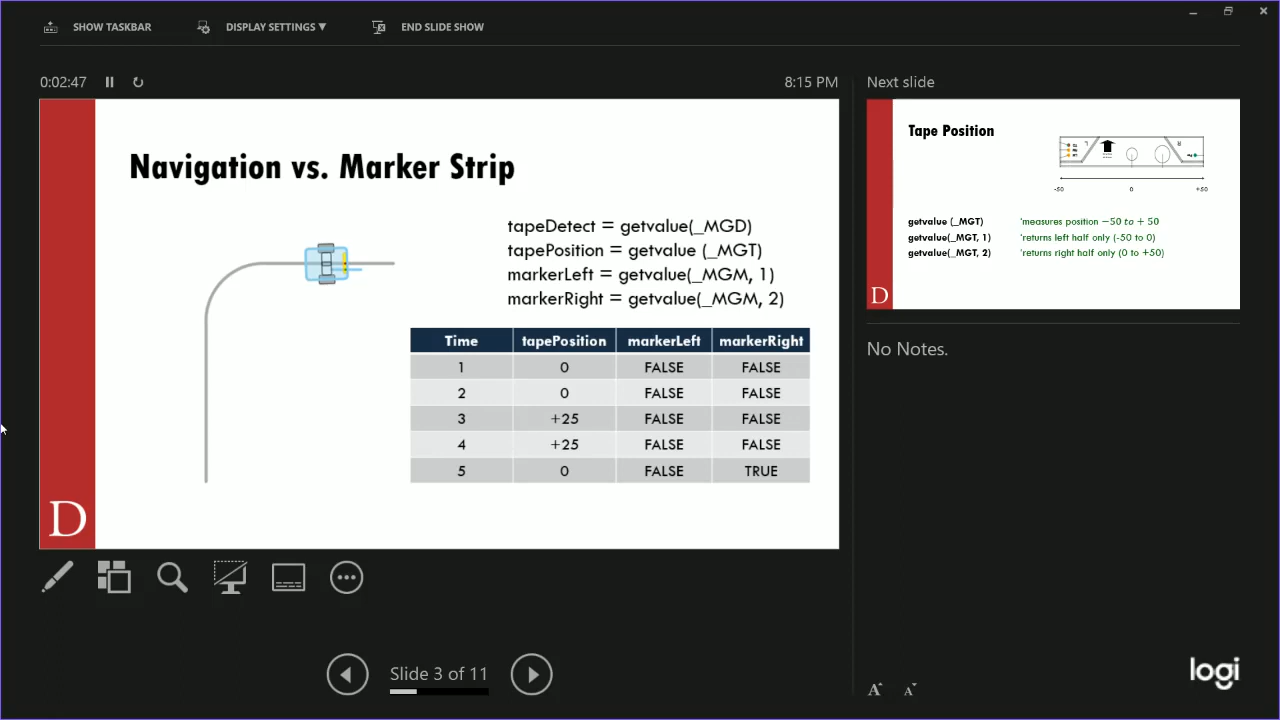 SHOW TASKBAR
DISPLAY SETTINGS ▼
END SLIDE SHOW
0:02:47
8:15 PM
Navigation vs. Marker Strip
tapeDetect = getvalue(_MGD)
tapePosition = getvalue (_MGT)
markerLeft = getvalue(_MGM, 1)
markerRight = getvalue(_MGM, 2)
Time tapePosition markerLeft markerRight
1 0 FALSE FALSE
2 0 FALSE FALSE
3 +25 FALSE FALSE
4 +25 FALSE FALSE
5 0 FALSE TRUE
D
Slide 3 of 11
Next slide
Tape Position
-50 0 +50
getvalue (_MGT) 'measures position −50 to + 50
getvalue(_MGT, 1) 'returns left half only (-50 to 0)
getvalue(_MGT, 2) 'returns right half only (0 to +50)
D
No Notes.
A A
logi